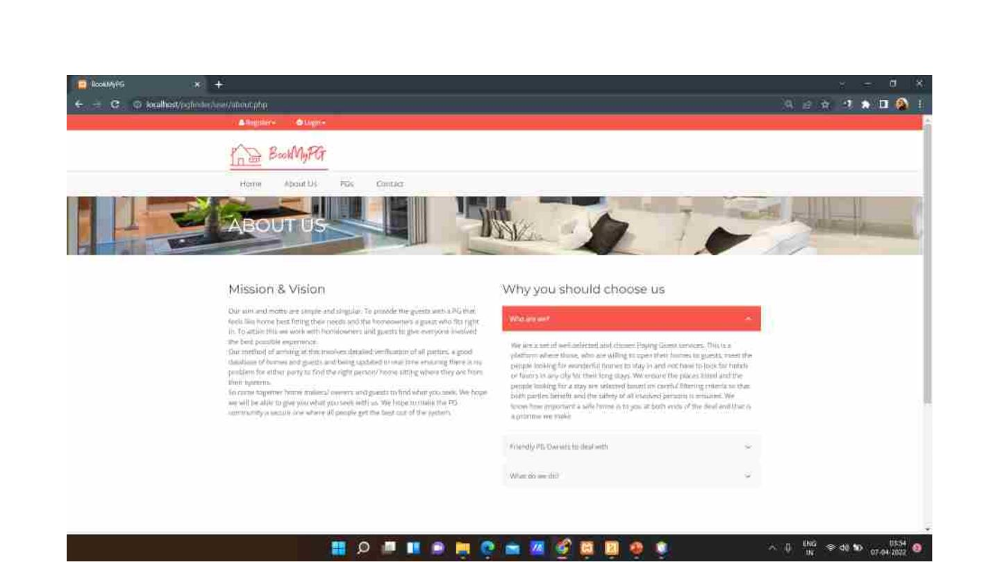 BookMyPG
localhost/pgfinder/user/about.php
Register
Login
BookMyPG
Home About Us PGs Contact
ABOUT US
Mission & Vision
Our aim and motto are simple and singular. To provide the guests with a PG that
feels like home best fitting their needs and the homeowners a guest who fits right
in. To attain this we work with homeowners and guests to give everyone involved
the best possible experience.
Our method of arriving at this involves detailed verification of all parties, a good
database of homes and guests and being updated in real time ensuring there is no
problem for either party to find the right person/ home sitting where they are from
their systems.
So come together home makers/ owners and guests to find what you seek. We hope
we will be able to give you what you seek with us. We hope to make the PG
community a secure one where all people get the best out of the system.
Why you should choose us
Who are we?
We are a set of well-selected and chosen Paying Guest services. This is a
platform where those, who are willing to open their homes to guests, meet the
people looking for wonderful homes to stay in and not have to look for hotels
or favors in any city for their long stays. We ensure the places listed and the
people looking for a stay are selected based on careful filtering criteria so that
both parties benefit and the safety of all involved persons is ensured. We
know how important a safe home is to you at both ends of the deal and that is
a promise we make
Friendly PG Owners to deal with
What do we do?
ENG
IN
03:54
07-04-2022